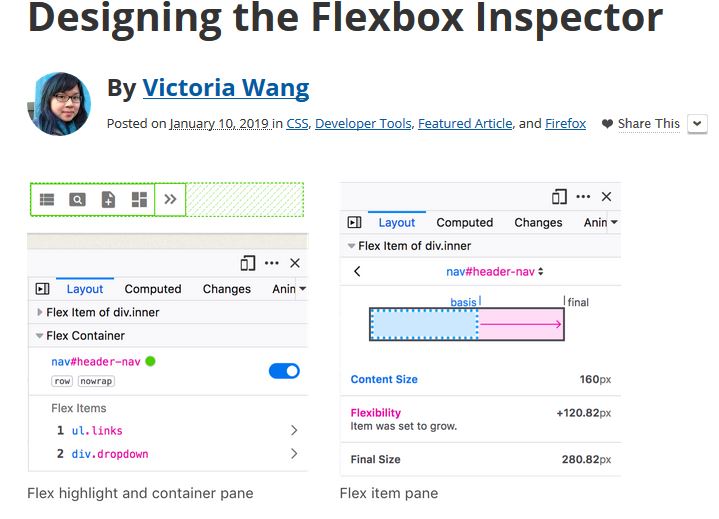 Designing the Flexbox Inspector
By Victoria Wang
Posted on January 10, 2019 in CSS, Developer Tools, Featured Article, and Firefox
Share This
Layout Computed Changes Anim
Flex Item of div.inner
Flex Container
nav#header-nav
row nowrap
Flex Items
1 ul.links
2 div.dropdown
Flex highlight and container pane
Layout Computed Changes Anim
Flex Item of div.inner
nav#header-nav
basis final
Content Size 160px
Flexibility +120.82px
Item was set to grow.
Final Size 280.82px
Flex item pane